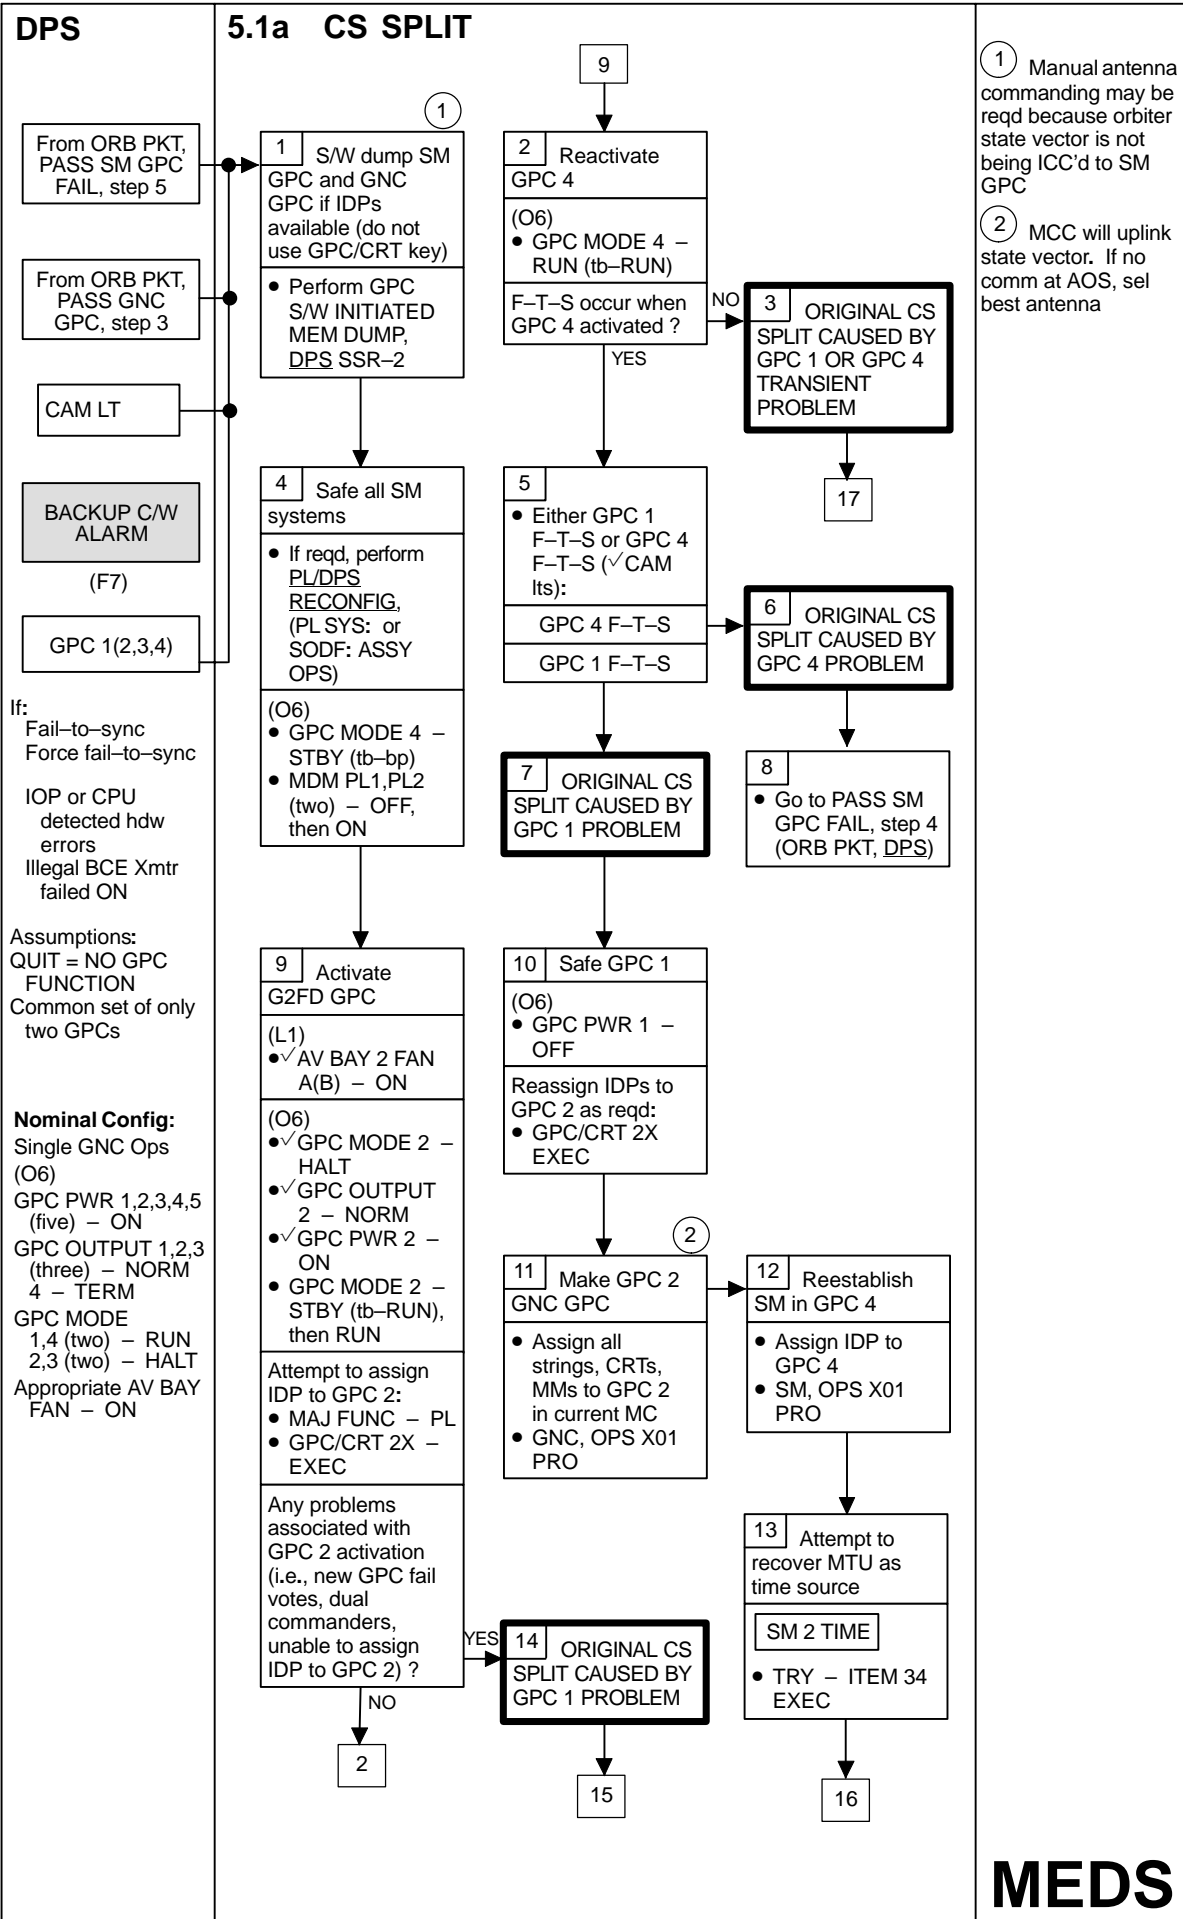 DPS
5.1a CS SPLIT
From ORB PKT,
PASS SM GPC
FAIL, step 5
From ORB PKT,
PASS GNC
GPC, step 3
CAM LT
BACKUP C/W
ALARM
(F7)
GPC 1(2,3,4)
If:
Fail–to–sync
Force fail–to–sync
IOP or CPU
detected hdw
errors
Illegal BCE Xmtr
failed ON
Assumptions:
QUIT = NO GPC
FUNCTION
Common set of only
two GPCs
Nominal Config:
Single GNC Ops
(O6)
GPC PWR 1,2,3,4,5
(five) – ON
GPC OUTPUT 1,2,3
(three) – NORM
4 – TERM
GPC MODE
1,4 (two) – RUN
2,3 (two) – HALT
Appropriate AV BAY
FAN – ON
1
1 S/W dump SM
GPC and GNC
GPC if IDPs
available (do not
use GPC/CRT key)
• Perform GPC
S/W INITIATED
MEM DUMP,
DPS SSR–2
4 Safe all SM
systems
• If reqd, perform
PL/DPS
RECONFIG,
(PL SYS: or
SODF: ASSY
OPS)
(O6)
• GPC MODE 4 –
STBY (tb–bp)
• MDM PL1,PL2
(two) – OFF,
then ON
9 Activate
G2FD GPC
(L1)
•√AV BAY 2 FAN
A(B) – ON
(O6)
•√GPC MODE 2 –
HALT
•√GPC OUTPUT
2 – NORM
•√GPC PWR 2 –
ON
• GPC MODE 2 –
STBY (tb–RUN),
then RUN
Attempt to assign
IDP to GPC 2:
• MAJ FUNC – PL
• GPC/CRT 2X –
EXEC
Any problems
associated with
GPC 2 activation
(i.e., new GPC fail
votes, dual
commanders,
unable to assign
IDP to GPC 2) ?
YES
NO
2
9
2 Reactivate
GPC 4
(O6)
• GPC MODE 4 –
RUN (tb–RUN)
F–T–S occur when
GPC 4 activated ?
NO
YES
3 ORIGINAL CS
SPLIT CAUSED BY
GPC 1 OR GPC 4
TRANSIENT
PROBLEM
17
5
• Either GPC 1
F–T–S or GPC 4
F–T–S (√CAM
lts):
GPC 4 F–T–S
GPC 1 F–T–S
6 ORIGINAL CS
SPLIT CAUSED BY
GPC 4 PROBLEM
7 ORIGINAL CS
SPLIT CAUSED BY
GPC 1 PROBLEM
8
• Go to PASS SM
GPC FAIL, step 4
(ORB PKT, DPS)
10 Safe GPC 1
(O6)
• GPC PWR 1 –
OFF
Reassign IDPs to
GPC 2 as reqd:
• GPC/CRT 2X
EXEC
2
11 Make GPC 2
GNC GPC
• Assign all
strings, CRTs,
MMs to GPC 2
in current MC
• GNC, OPS X01
PRO
12 Reestablish
SM in GPC 4
• Assign IDP to
GPC 4
• SM, OPS X01
PRO
13 Attempt to
recover MTU as
time source
SM 2 TIME
• TRY – ITEM 34
EXEC
16
14 ORIGINAL CS
SPLIT CAUSED BY
GPC 1 PROBLEM
15
1 Manual antenna
commanding may be
reqd because orbiter
state vector is not
being ICC'd to SM
GPC
2 MCC will uplink
state vector. If no
comm at AOS, sel
best antenna
MEDS